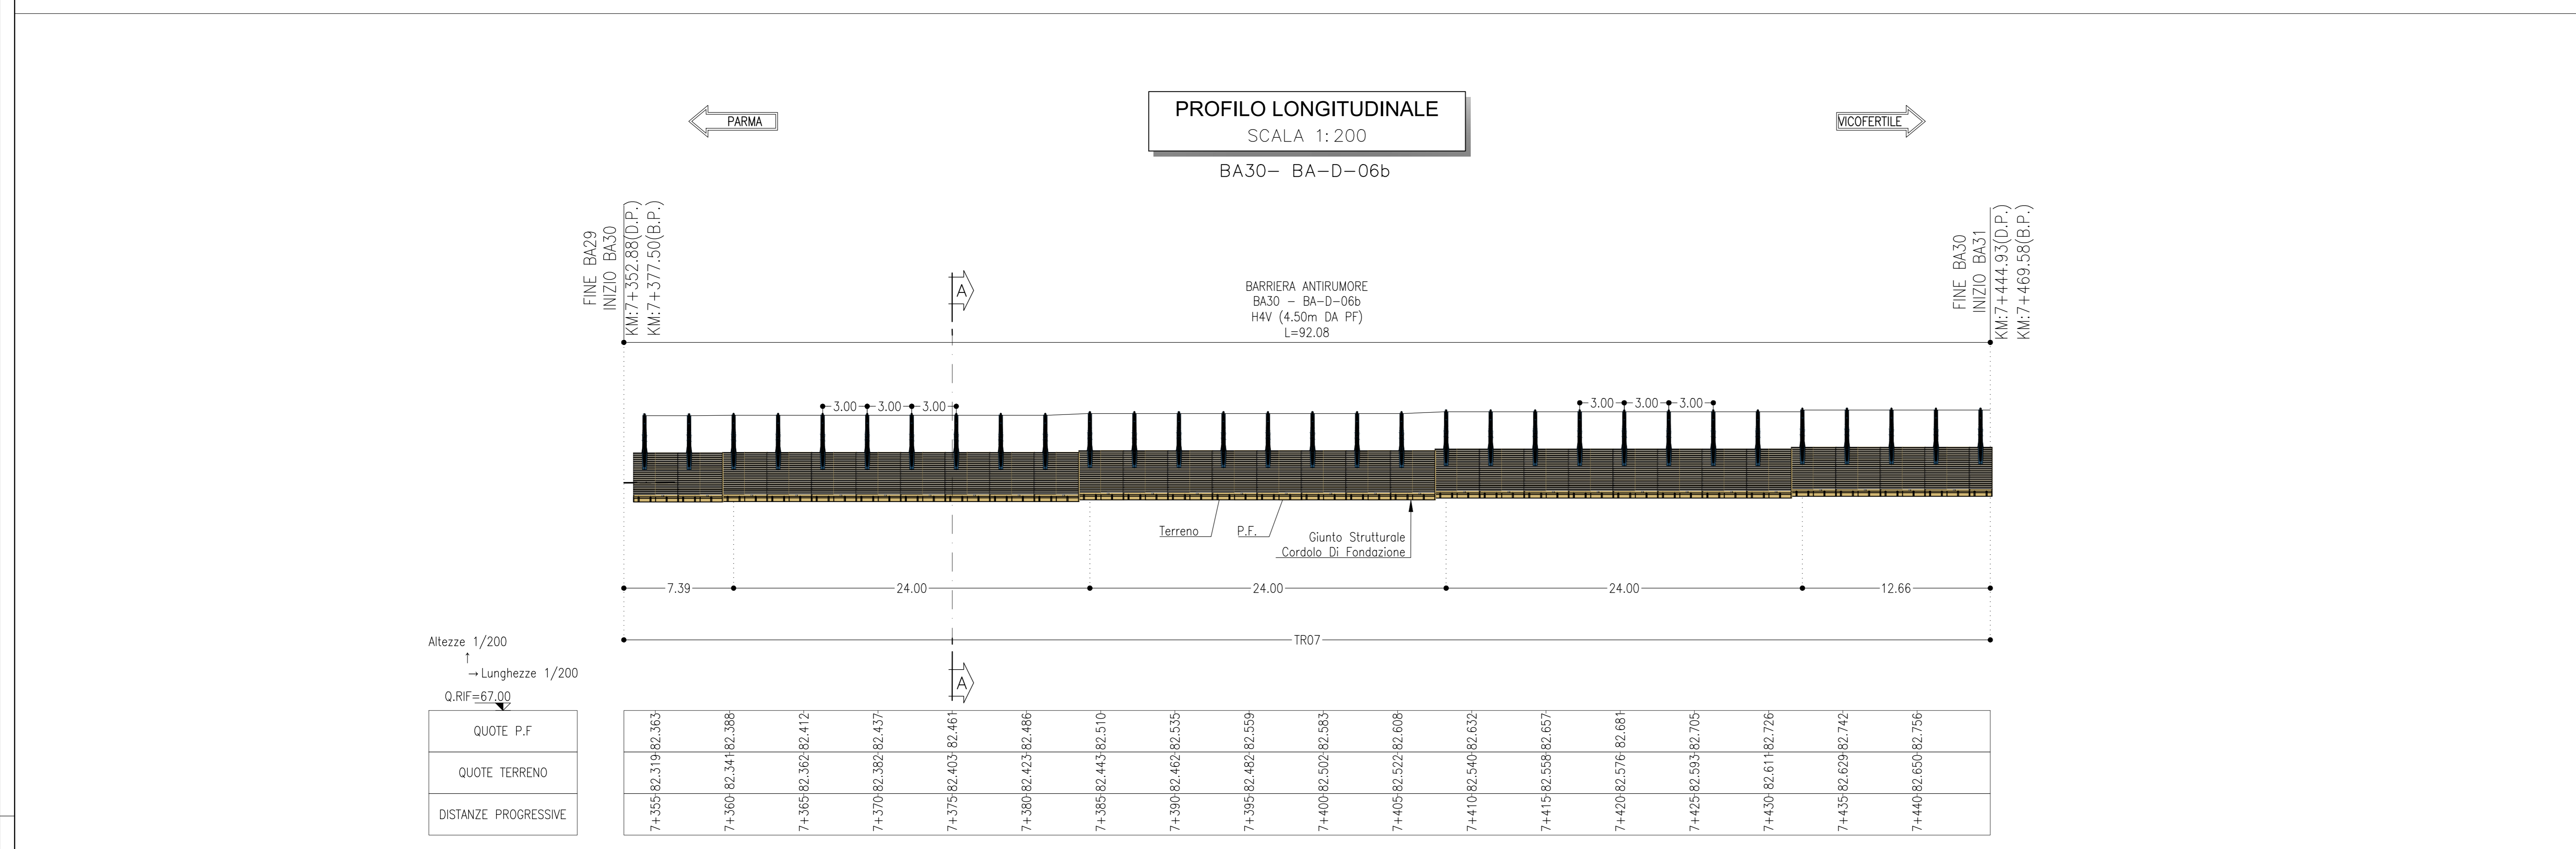 PROFILO LONGITUDINALE
SCALA 1:200
BA30- BA-D-06b
PARMA
VICOFERTILE
FINE BA29
INIZIO BA30
KM:7+352.88(D.P.)
KM:7+377.50(B.P.)
FINE BA30
INIZIO BA31
KM:7+444.93(D.P.)
KM:7+469.58(B.P.)
A
BARRIERA ANTIRUMORE
BA30 - BA-D-06b
H4V (4.50m DA PF)
L=92.08
3.00 3.00 3.00
3.00 3.00 3.00
Terreno
P.F.
Giunto Strutturale
Cordolo Di Fondazione
7.39 24.00 24.00 24.00 12.66
TR07
Altezze 1/200
↑
→ Lunghezze 1/200
A
Q.RIF=67.00
QUOTE P.F 82.363 82.388 82.412 82.437 82.461 82.486 82.510 82.535 82.559 82.583 82.608 82.632 82.657 82.681 82.705 82.726 82.742 82.756
QUOTE TERRENO 82.319 82.341 82.362 82.382 82.403 82.423 82.443 82.462 82.482 82.502 82.522 82.540 82.558 82.576 82.593 82.611 82.629 82.650
DISTANZE PROGRESSIVE 7+355 7+360 7+365 7+370 7+375 7+380 7+385 7+390 7+395 7+400 7+405 7+410 7+415 7+420 7+425 7+430 7+435 7+440